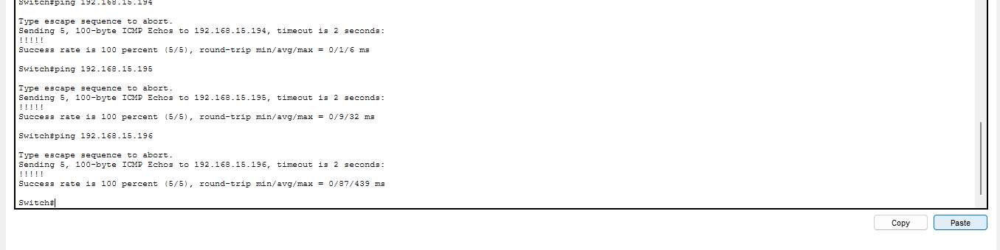 Switch#ping 192.168.15.194
Type escape sequence to abort.
Sending 5, 100-byte ICMP Echos to 192.168.15.194, timeout is 2 seconds:
!!!!!
Success rate is 100 percent (5/5), round-trip min/avg/max = 0/1/6 ms
Switch#ping 192.168.15.195
Type escape sequence to abort.
Sending 5, 100-byte ICMP Echos to 192.168.15.195, timeout is 2 seconds:
!!!!!
Success rate is 100 percent (5/5), round-trip min/avg/max = 0/9/32 ms
Switch#ping 192.168.15.196
Type escape sequence to abort.
Sending 5, 100-byte ICMP Echos to 192.168.15.196, timeout is 2 seconds:
!!!!!
Success rate is 100 percent (5/5), round-trip min/avg/max = 0/87/439 ms
Switch#
Copy
Paste